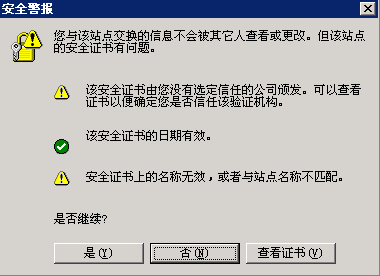 安全警报
您与该站点交换的信息不会被其它人查看或更改。但该站点
的安全证书有问题。
该安全证书由您没有选定信任的公司颁发。可以查看
证书以便确定您是否信任该验证机构。
该安全证书的日期有效。
安全证书上的名称无效，或者与站点名称不匹配。
是否继续?
是(Y) 否(N) 查看证书(V)